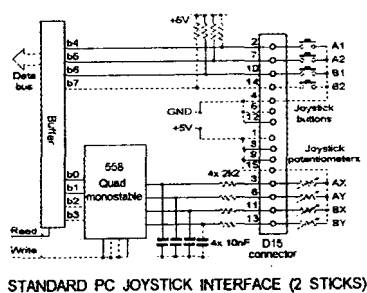 +5V
b4 2 A1
b5 7 A2
b6 10 B1
b7 14 B2
Data
bus
4
GND 5
12
+5V
1
8
9
15
Joystick
buttons
Joystick
potentiometers
Buffer
558
Quad
monostable
4x 2k2
b0 3 AX
b1 6 AY
b2 11 BX
b3 13 BY
Read
Write
4x 10nF
D15
connector
STANDARD PC JOYSTICK INTERFACE (2 STICKS)